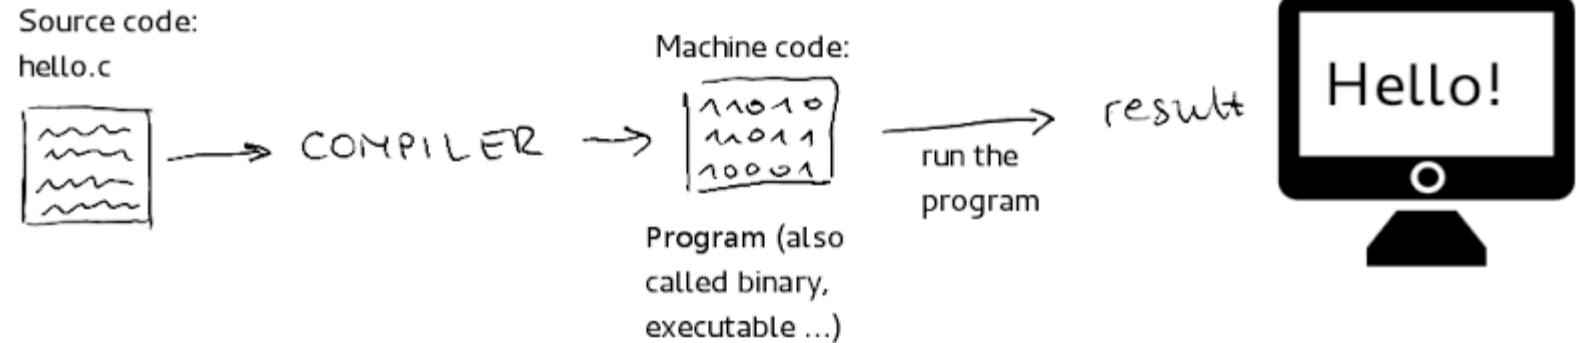 Source code:
hello.c
COMPILER
Machine code:
11010
11011
10001
Program (also
called binary,
executable ...)
run the
program
result
Hello!